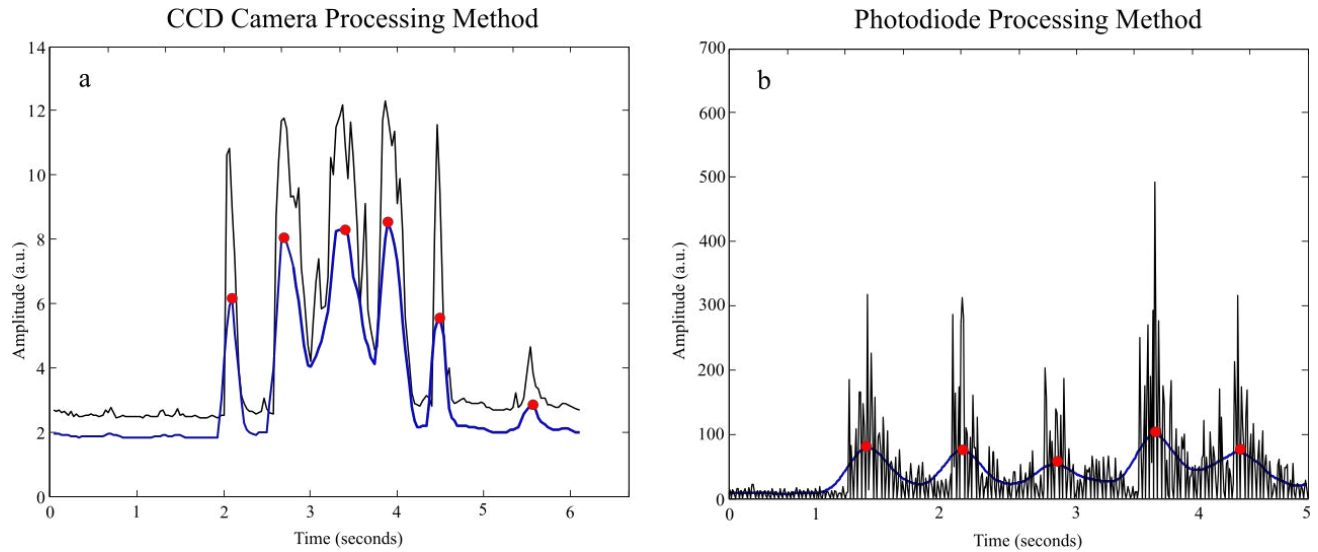 CCD Camera Processing Method
a
14
12
10
8
6
4
2
0
Amplitude (a.u.)
0 1 2 3 4 5 6
Time (seconds)
Photodiode Processing Method
b
700
600
500
400
300
200
100
0
Amplitude (a.u.)
0 1 2 3 4 5
Time (seconds)